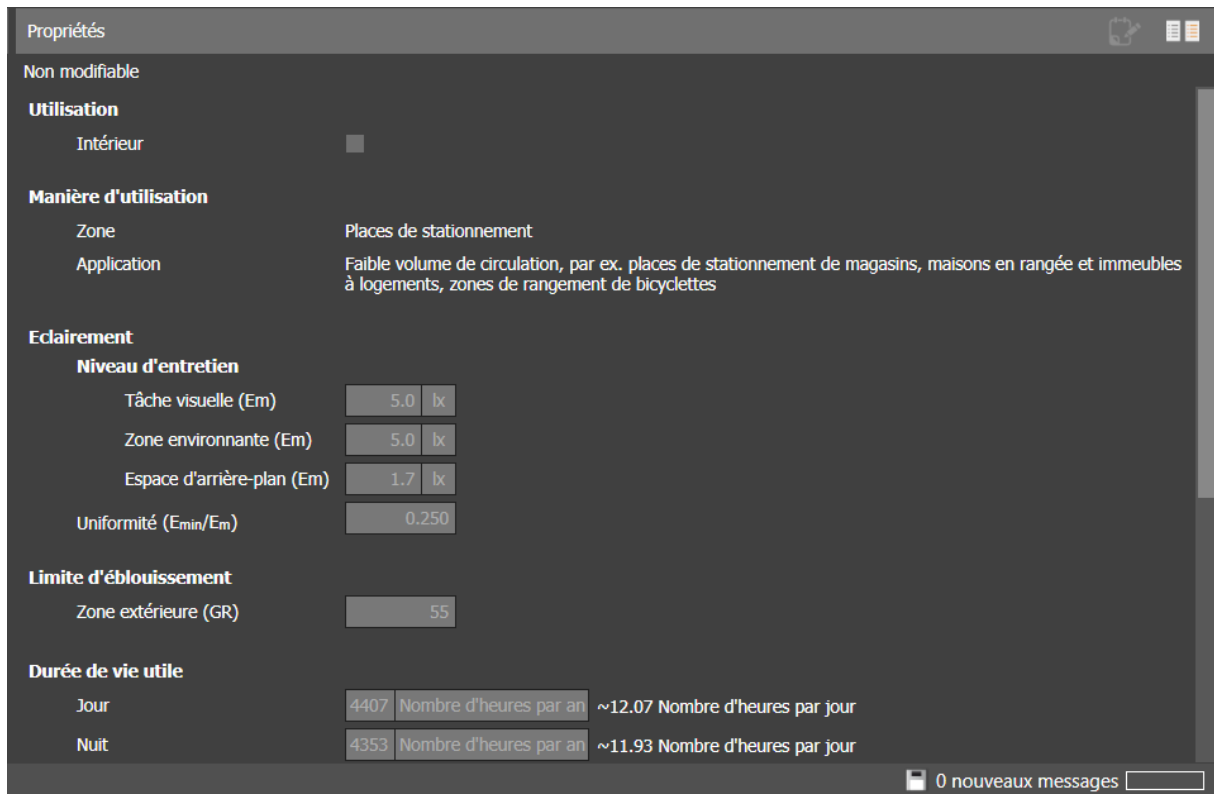 Propriétés
Non modifiable
Utilisation
Intérieur
Manière d'utilisation
Zone Places de stationnement
Application Faible volume de circulation, par ex. places de stationnement de magasins, maisons en rangée et immeubles
à logements, zones de rangement de bicyclettes
Eclairement
Niveau d'entretien
Tâche visuelle (Em) 5.0 lx
Zone environnante (Em) 5.0 lx
Espace d'arrière-plan (Em) 1.7 lx
Uniformité (Emin/Em) 0.250
Limite d'éblouissement
Zone extérieure (GR) 55
Durée de vie utile
Jour 4407 Nombre d'heures par an ~12.07 Nombre d'heures par jour
Nuit 4353 Nombre d'heures par an ~11.93 Nombre d'heures par jour
0 nouveaux messages